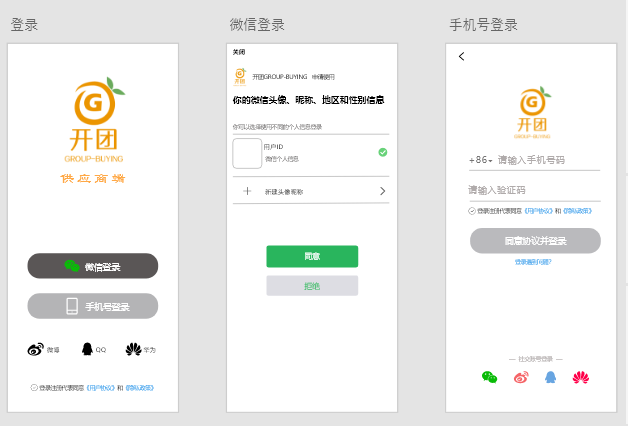 登录
G
开团
GROUP-BUYING
供应商端
微信登录
手机号登录
微博
QQ
华为
登录注册代表同意《用户协议》和《隐私政策》
微信登录
关闭
开团
开团GROUP-BUYING 申请使用
你的微信头像、昵称、地区和性别信息
你可以选择使用不同的个人信息登录
用户ID
微信个人信息
新建头像昵称
同意
拒绝
手机号登录
G
开团
GROUP-BUYING
+86 请输入手机号码
请输入验证码
登录注册代表同意《用户协议》和《隐私政策》
同意协议并登录
登录遇到问题?
社交账号登录